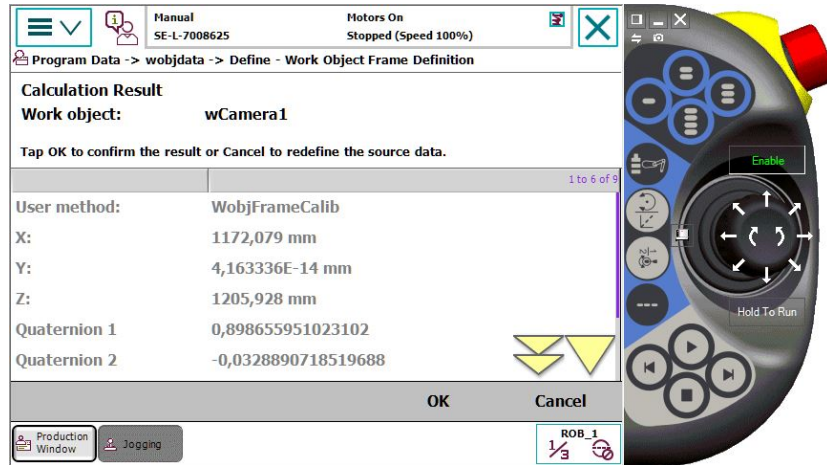 Manual
SE-L-7008625
Motors On
Stopped (Speed 100%)
Program Data -> wobjdata -> Define - Work Object Frame Definition
Calculation Result
Work object: wCamera1
Tap OK to confirm the result or Cancel to redefine the source data.
1 to 6 of 9
User method: WobjFrameCalib
X: 1172,079 mm
Y: 4,163336E-14 mm
Z: 1205,928 mm
Quaternion 1 0,898655951023102
Quaternion 2 -0,0328890718519688
OK Cancel
Production
Window
Jogging
ROB_1
1/3
Enable
Hold To Run